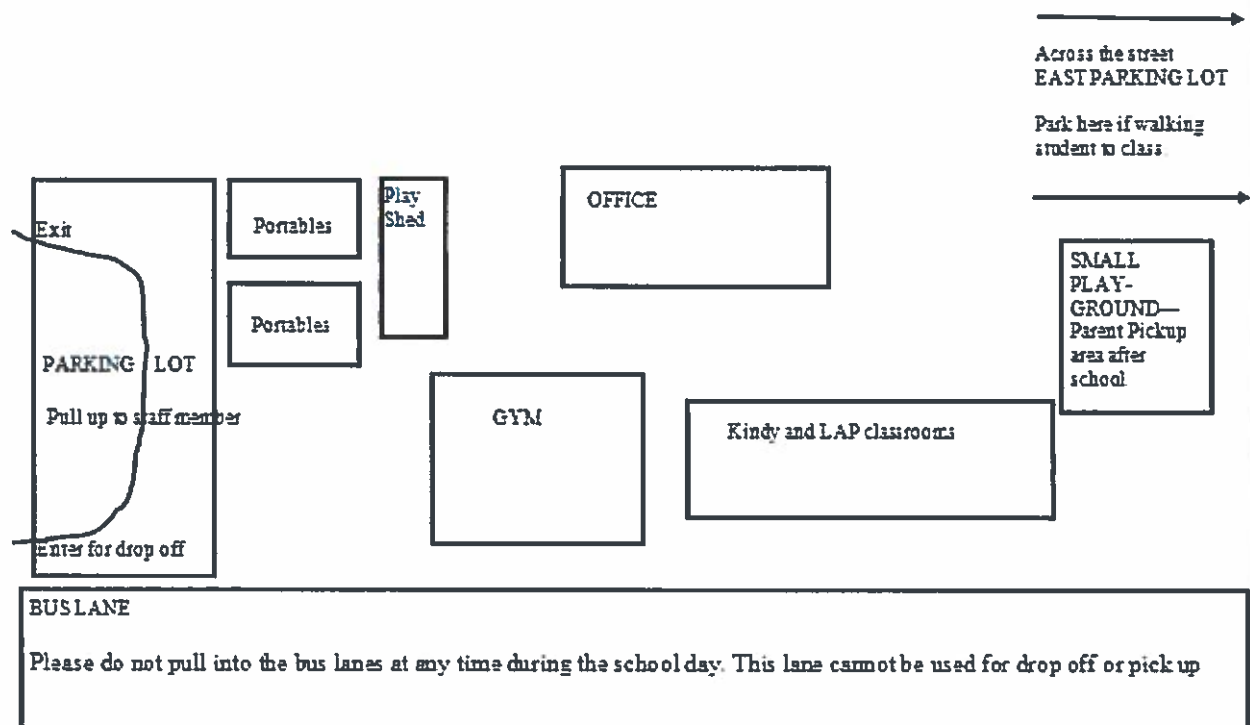 Across the street
EAST PARKING LOT
Park here if walking
student to class
Exit
Portables
Play
Shed
OFFICE
SMALL
PLAY-
GROUND—
Parent Pickup
area after
school
Portables
PARKING LOT
Pull up to staff member
GYM
Kindy and LAP classrooms
Enter for drop off
BUS LANE
Please do not pull into the bus lanes at any time during the school day. This lane cannot be used for drop off or pick up